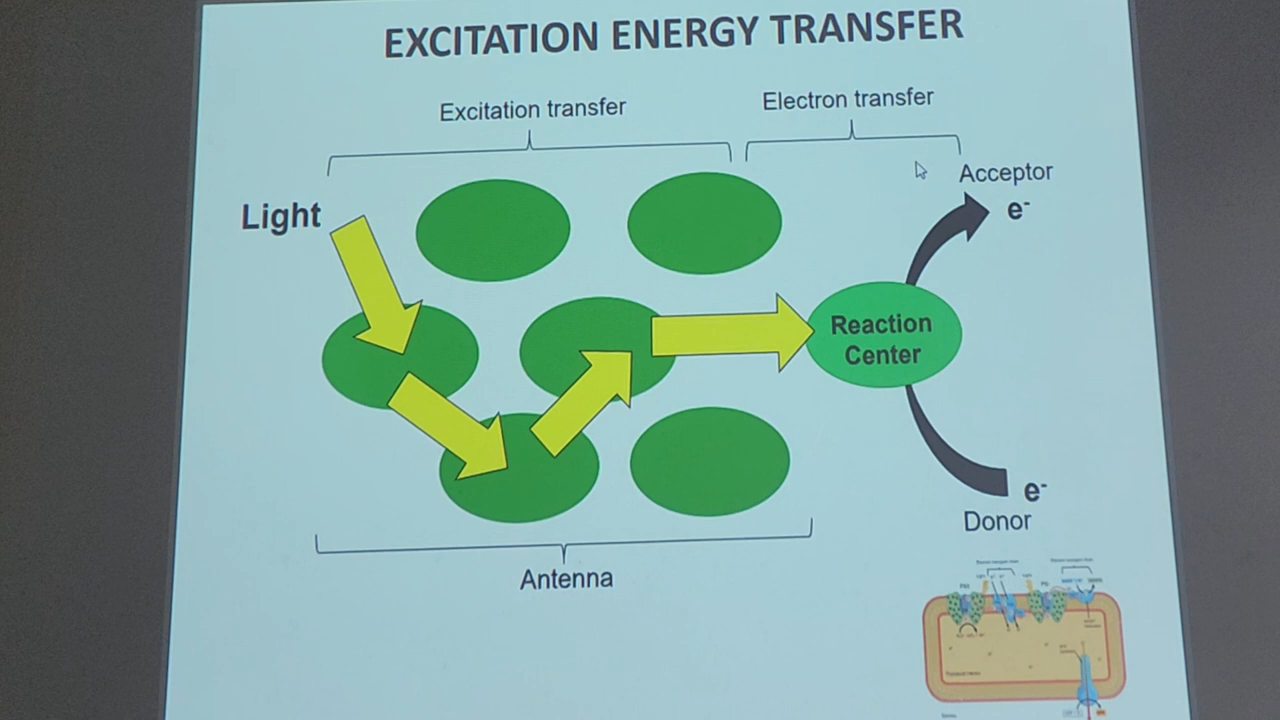 EXCITATION ENERGY TRANSFER
Excitation transfer
Electron transfer
Light
Acceptor
e-
Reaction
Center
e-
Donor
Antenna